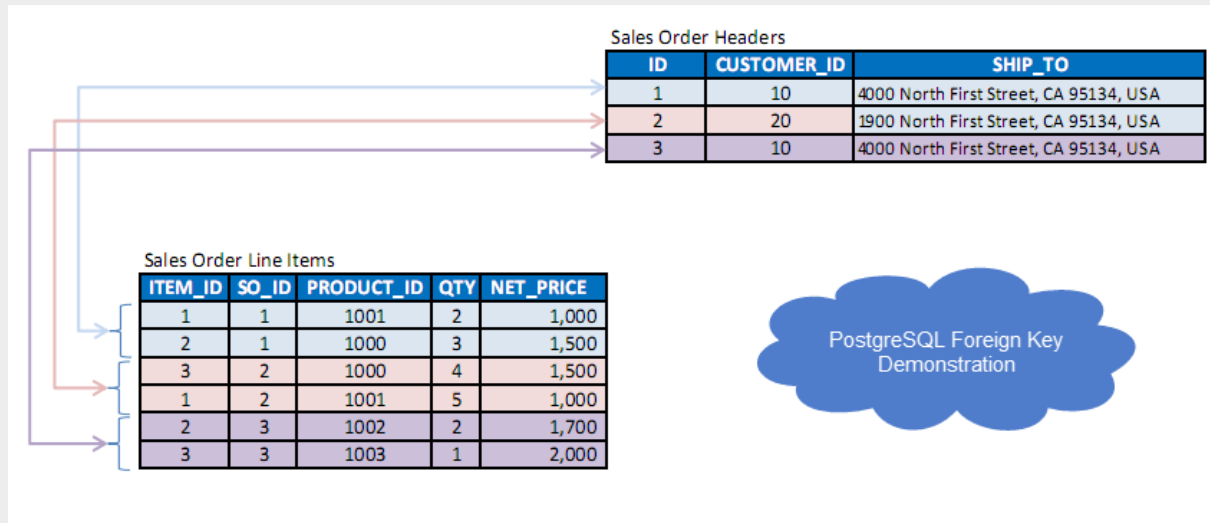 Sales Order Headers
ID CUSTOMER_ID SHIP_TO
1 10 4000 North First Street, CA 95134, USA
2 20 1900 North First Street, CA 95134, USA
3 10 4000 North First Street, CA 95134, USA
Sales Order Line Items
ITEM_ID SO_ID PRODUCT_ID QTY NET_PRICE
1 1 1001 2 1,000
2 1 1000 3 1,500
3 2 1000 4 1,500
1 2 1001 5 1,000
2 3 1002 2 1,700
3 3 1003 1 2,000
PostgreSQL Foreign Key
Demonstration